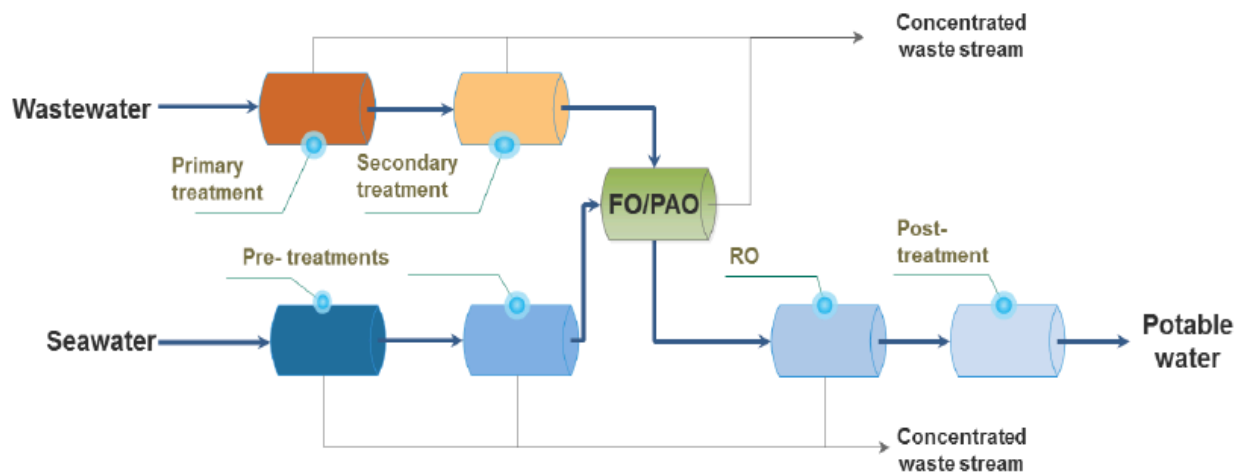 Concentrated
waste stream
Wastewater
Primary
treatment
Secondary
treatment
FO/PAO
Pre- treatments
RO
Post-
treatment
Seawater
Potable
water
Concentrated
waste stream